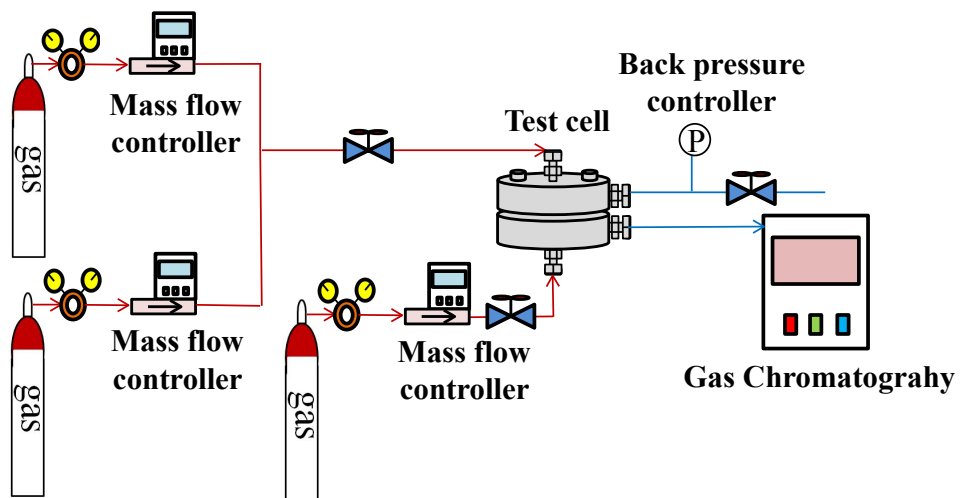 Mass flow
controller
gas
Back pressure
controller
P
Test cell
Mass flow
controller
gas
Mass flow
controller
gas
Gas Chromatograhy